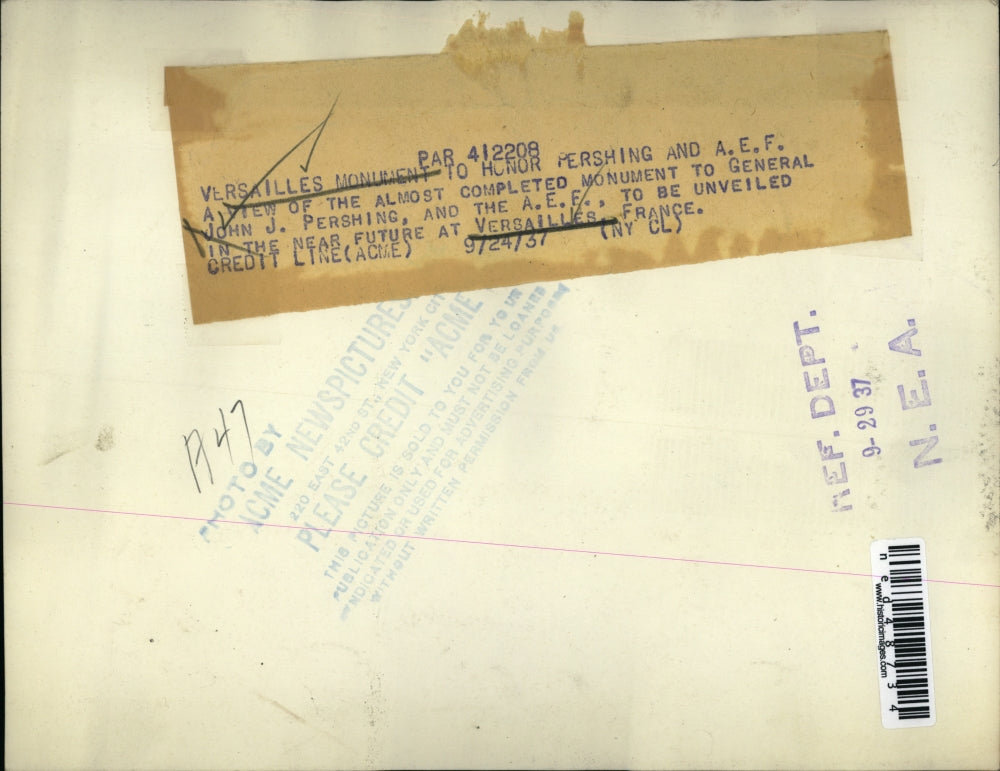 PAR 412208
VERSAILLES MONUMENT TO HONOR PERSHING AND A.E.F.
A VIEW OF THE ALMOST COMPLETED MONUMENT TO GENERAL
JOHN J. PERSHING, AND THE A.E.F., TO BE UNVEILED
IN THE NEAR FUTURE AT VERSAILLES, FRANCE.
CREDIT LINE(ACME) 9/24/37 (NY CL)
A47
PHOTO BY
ACME NEWSPICTURES
220 EAST 42ND ST., NEW YORK CIT
PLEASE CREDIT "ACME
THIS PICTURE IS SOLD TO YOU FOR YOUR
PUBLICATION ONLY AND MUST NOT BE LOANED
INDICATED OR USED FOR ADVERTISING PURPOSES
WITHOUT WRITTEN PERMISSION FROM US
REF. DEPT.
9-29 37
N. E. A.
www.historicimages.com
ned48734